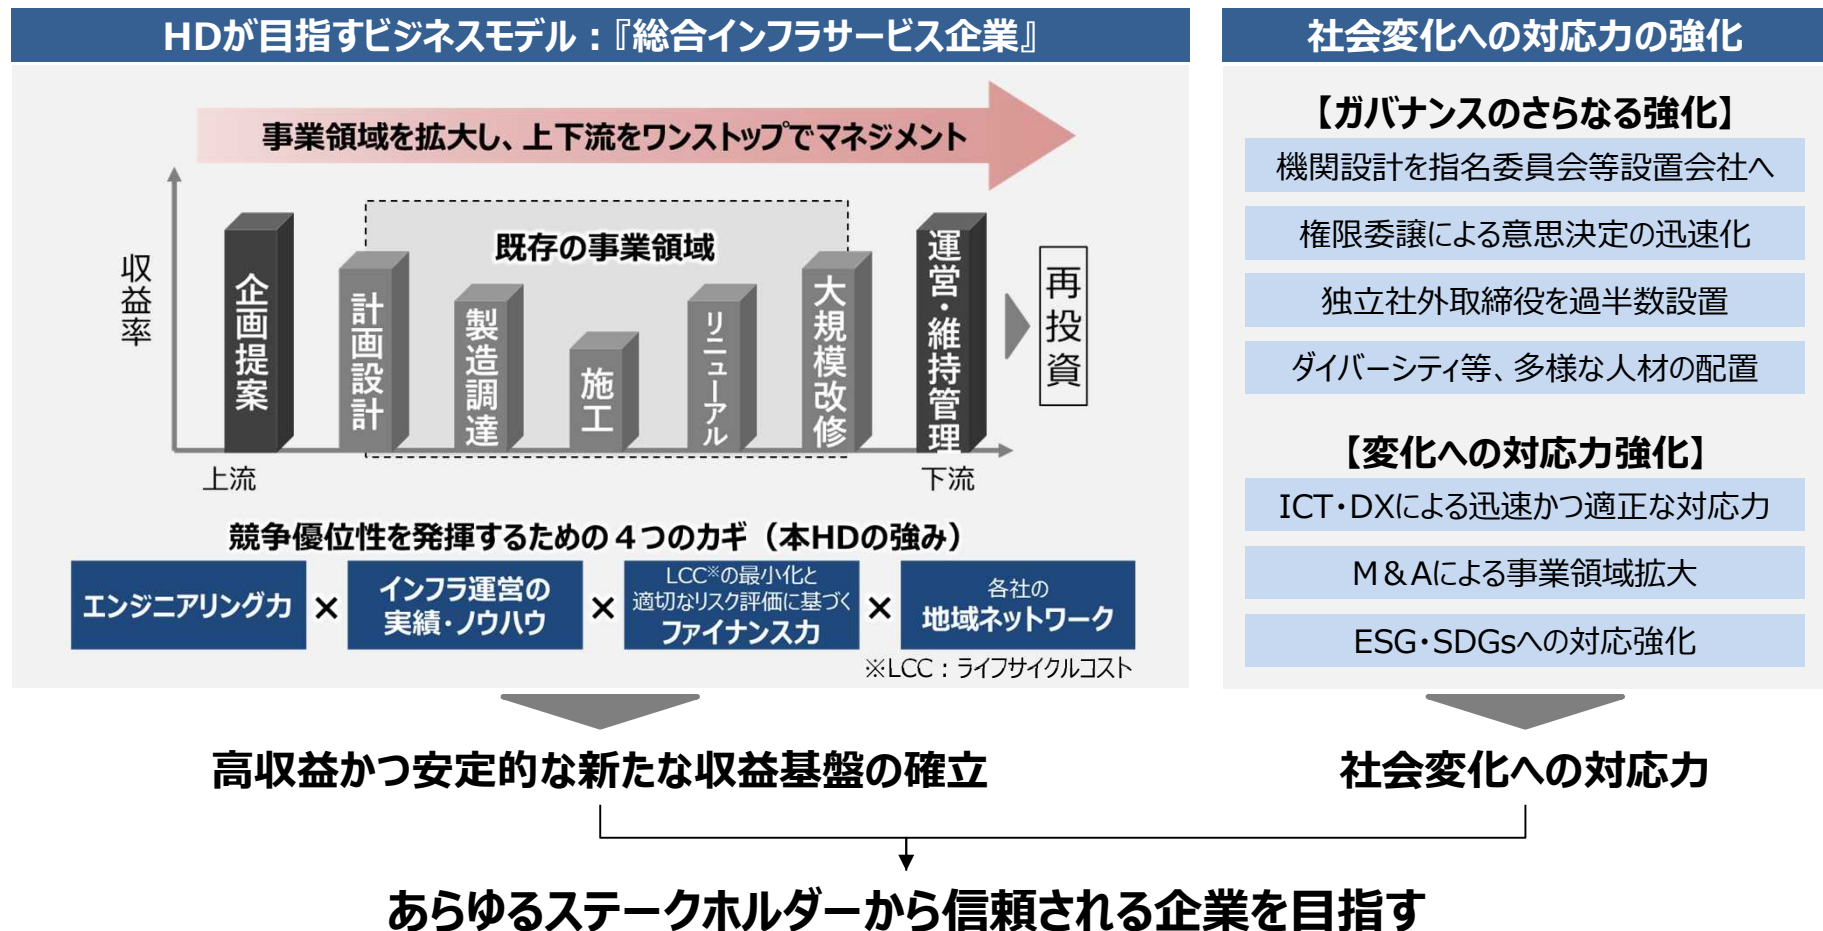 HDが目指すビジネスモデル：『総合インフラサービス企業』
事業領域を拡大し、上下流をワンストップでマネジメント
収益率
既存の事業領域
企画提案
計画設計
製造調達
施工
リニューアル
大規模改修
運営・維持管理
再投資
上流
下流
競争優位性を発揮するための４つのカギ（本HDの強み）
エンジニアリング力
×
インフラ運営の
実績・ノウハウ
×
LCC※の最小化と
適切なリスク評価に基づく
ファイナンス力
×
各社の
地域ネットワーク
※LCC：ライフサイクルコスト
高収益かつ安定的な新たな収益基盤の確立
社会変化への対応力の強化
【ガバナンスのさらなる強化】
機関設計を指名委員会等設置会社へ
権限委譲による意思決定の迅速化
独立社外取締役を過半数設置
ダイバーシティ等、多様な人材の配置
【変化への対応力強化】
ICT・DXによる迅速かつ適正な対応力
M＆Aによる事業領域拡大
ESG・SDGsへの対応強化
社会変化への対応力
あらゆるステークホルダーから信頼される企業を目指す